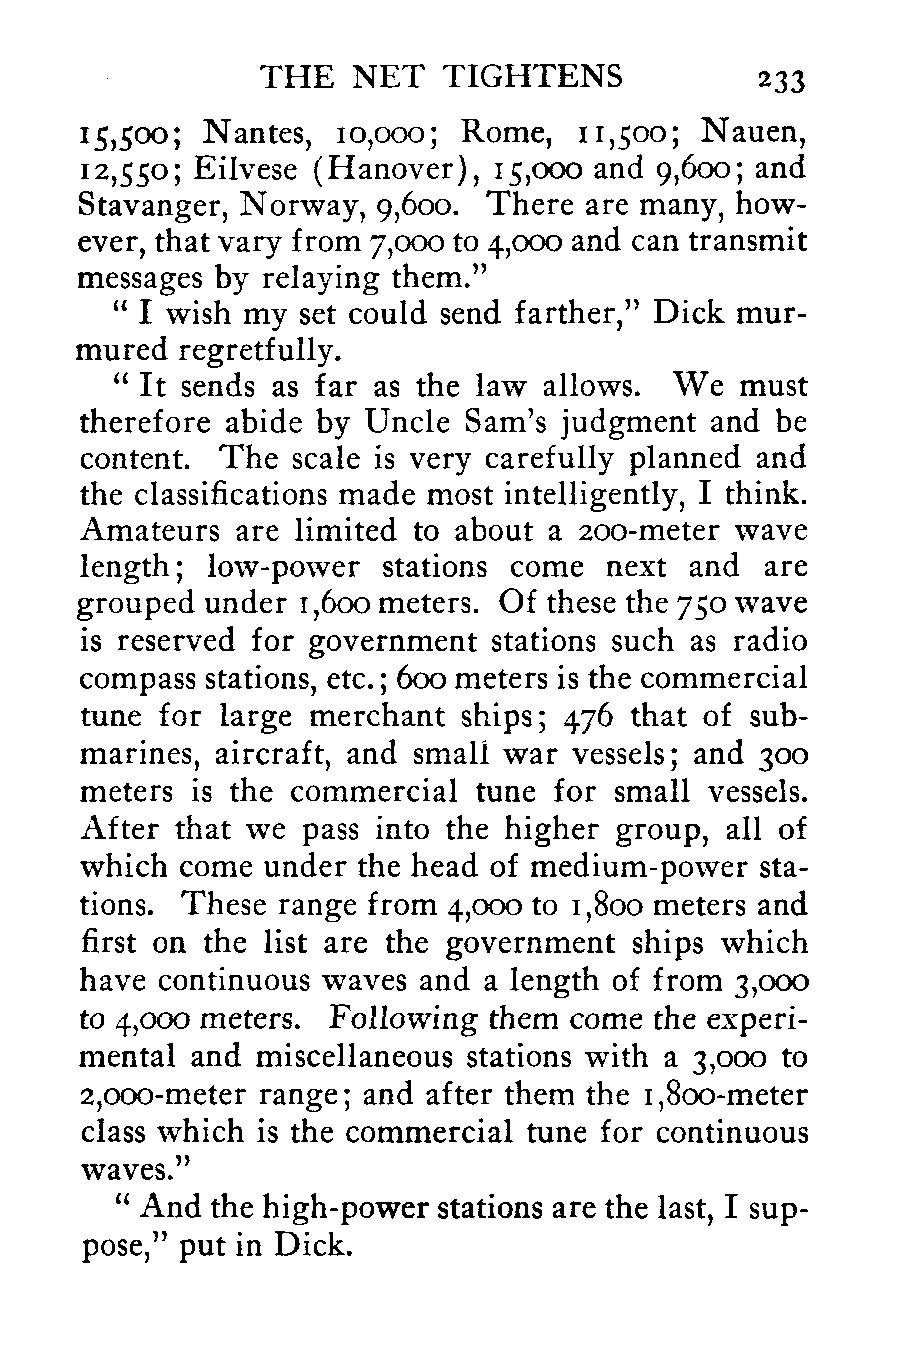 THE NET TIGHTENS 233
15,500; Nantes, 10,000; Rome, 11,500; Nauen,
12,550; Eilvese (Hanover), 15,000 and 9,600; and
Stavanger, Norway, 9,600. There are many, how-
ever, that vary from 7,000 to 4,000 and can transmit
messages by relaying them.”
“ I wish my set could send farther,” Dick mur-
mured regretfully.
“ It sends as far as the law allows. We must
therefore abide by Uncle Sam’s judgment and be
content. The scale is very carefully planned and
the classifications made most intelligently, I think.
Amateurs are limited to about a 200-meter wave
length; low-power stations come next and are
grouped under 1,600 meters. Of these the 750 wave
is reserved for government stations such as radio
compass stations, etc.; 600 meters is the commercial
tune for large merchant ships; 476 that of sub-
marines, aircraft, and small war vessels; and 300
meters is the commercial tune for small vessels.
After that we pass into the higher group, all of
which come under the head of medium-power sta-
tions. These range from 4,000 to 1,800 meters and
first on the list are the government ships which
have continuous waves and a length of from 3,000
to 4,000 meters. Following them come the experi-
mental and miscellaneous stations with a 3,000 to
2,000-meter range; and after them the 1,800-meter
class which is the commercial tune for continuous
waves.”
“ And the high-power stations are the last, I sup-
pose,” put in Dick.